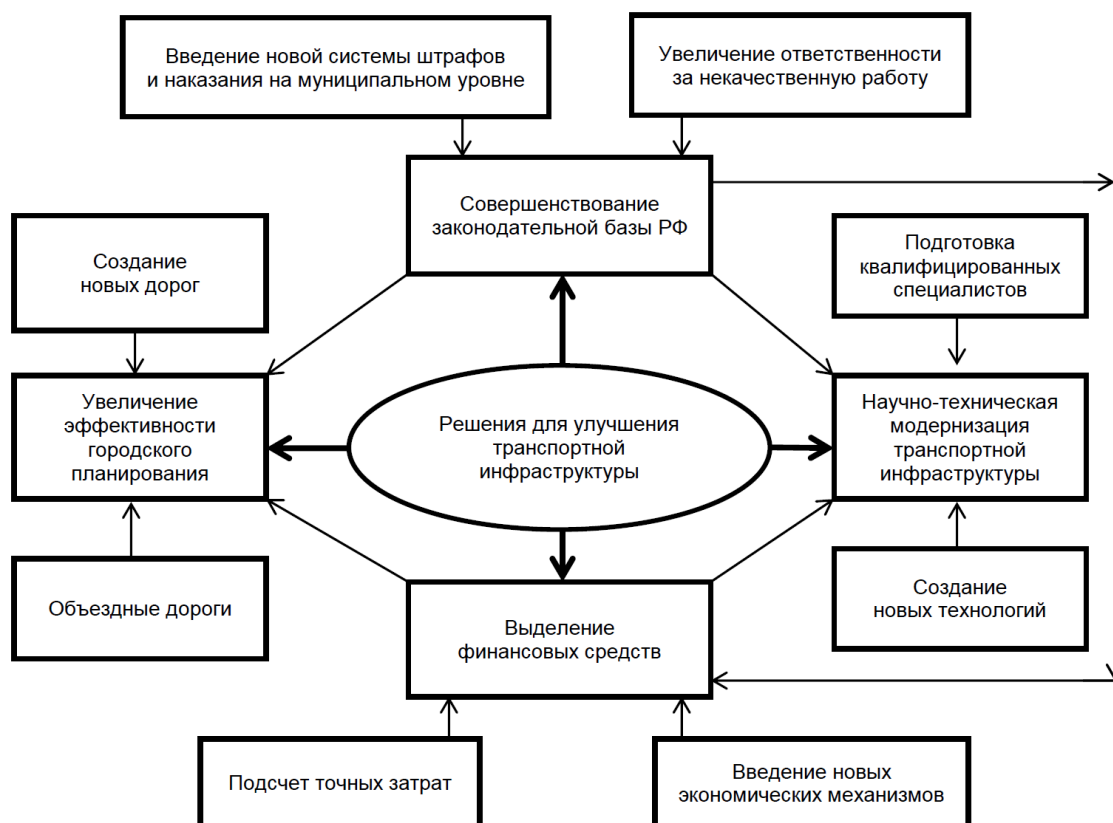 Введение новой системы штрафов
и наказания на муниципальном уровне
Увеличение ответственности
за некачественную работу
Совершенствование
законодательной базы РФ
Создание
новых дорог
Подготовка
квалифицированных
специалистов
Увеличение
эффективности
городского
планирования
Решения для улучшения
транспортной
инфраструктуры
Научно-техническая
модернизация
транспортной
инфраструктуры
Объездные дороги
Выделение
финансовых средств
Создание
новых технологий
Подсчет точных затрат
Введение новых
экономических механизмов